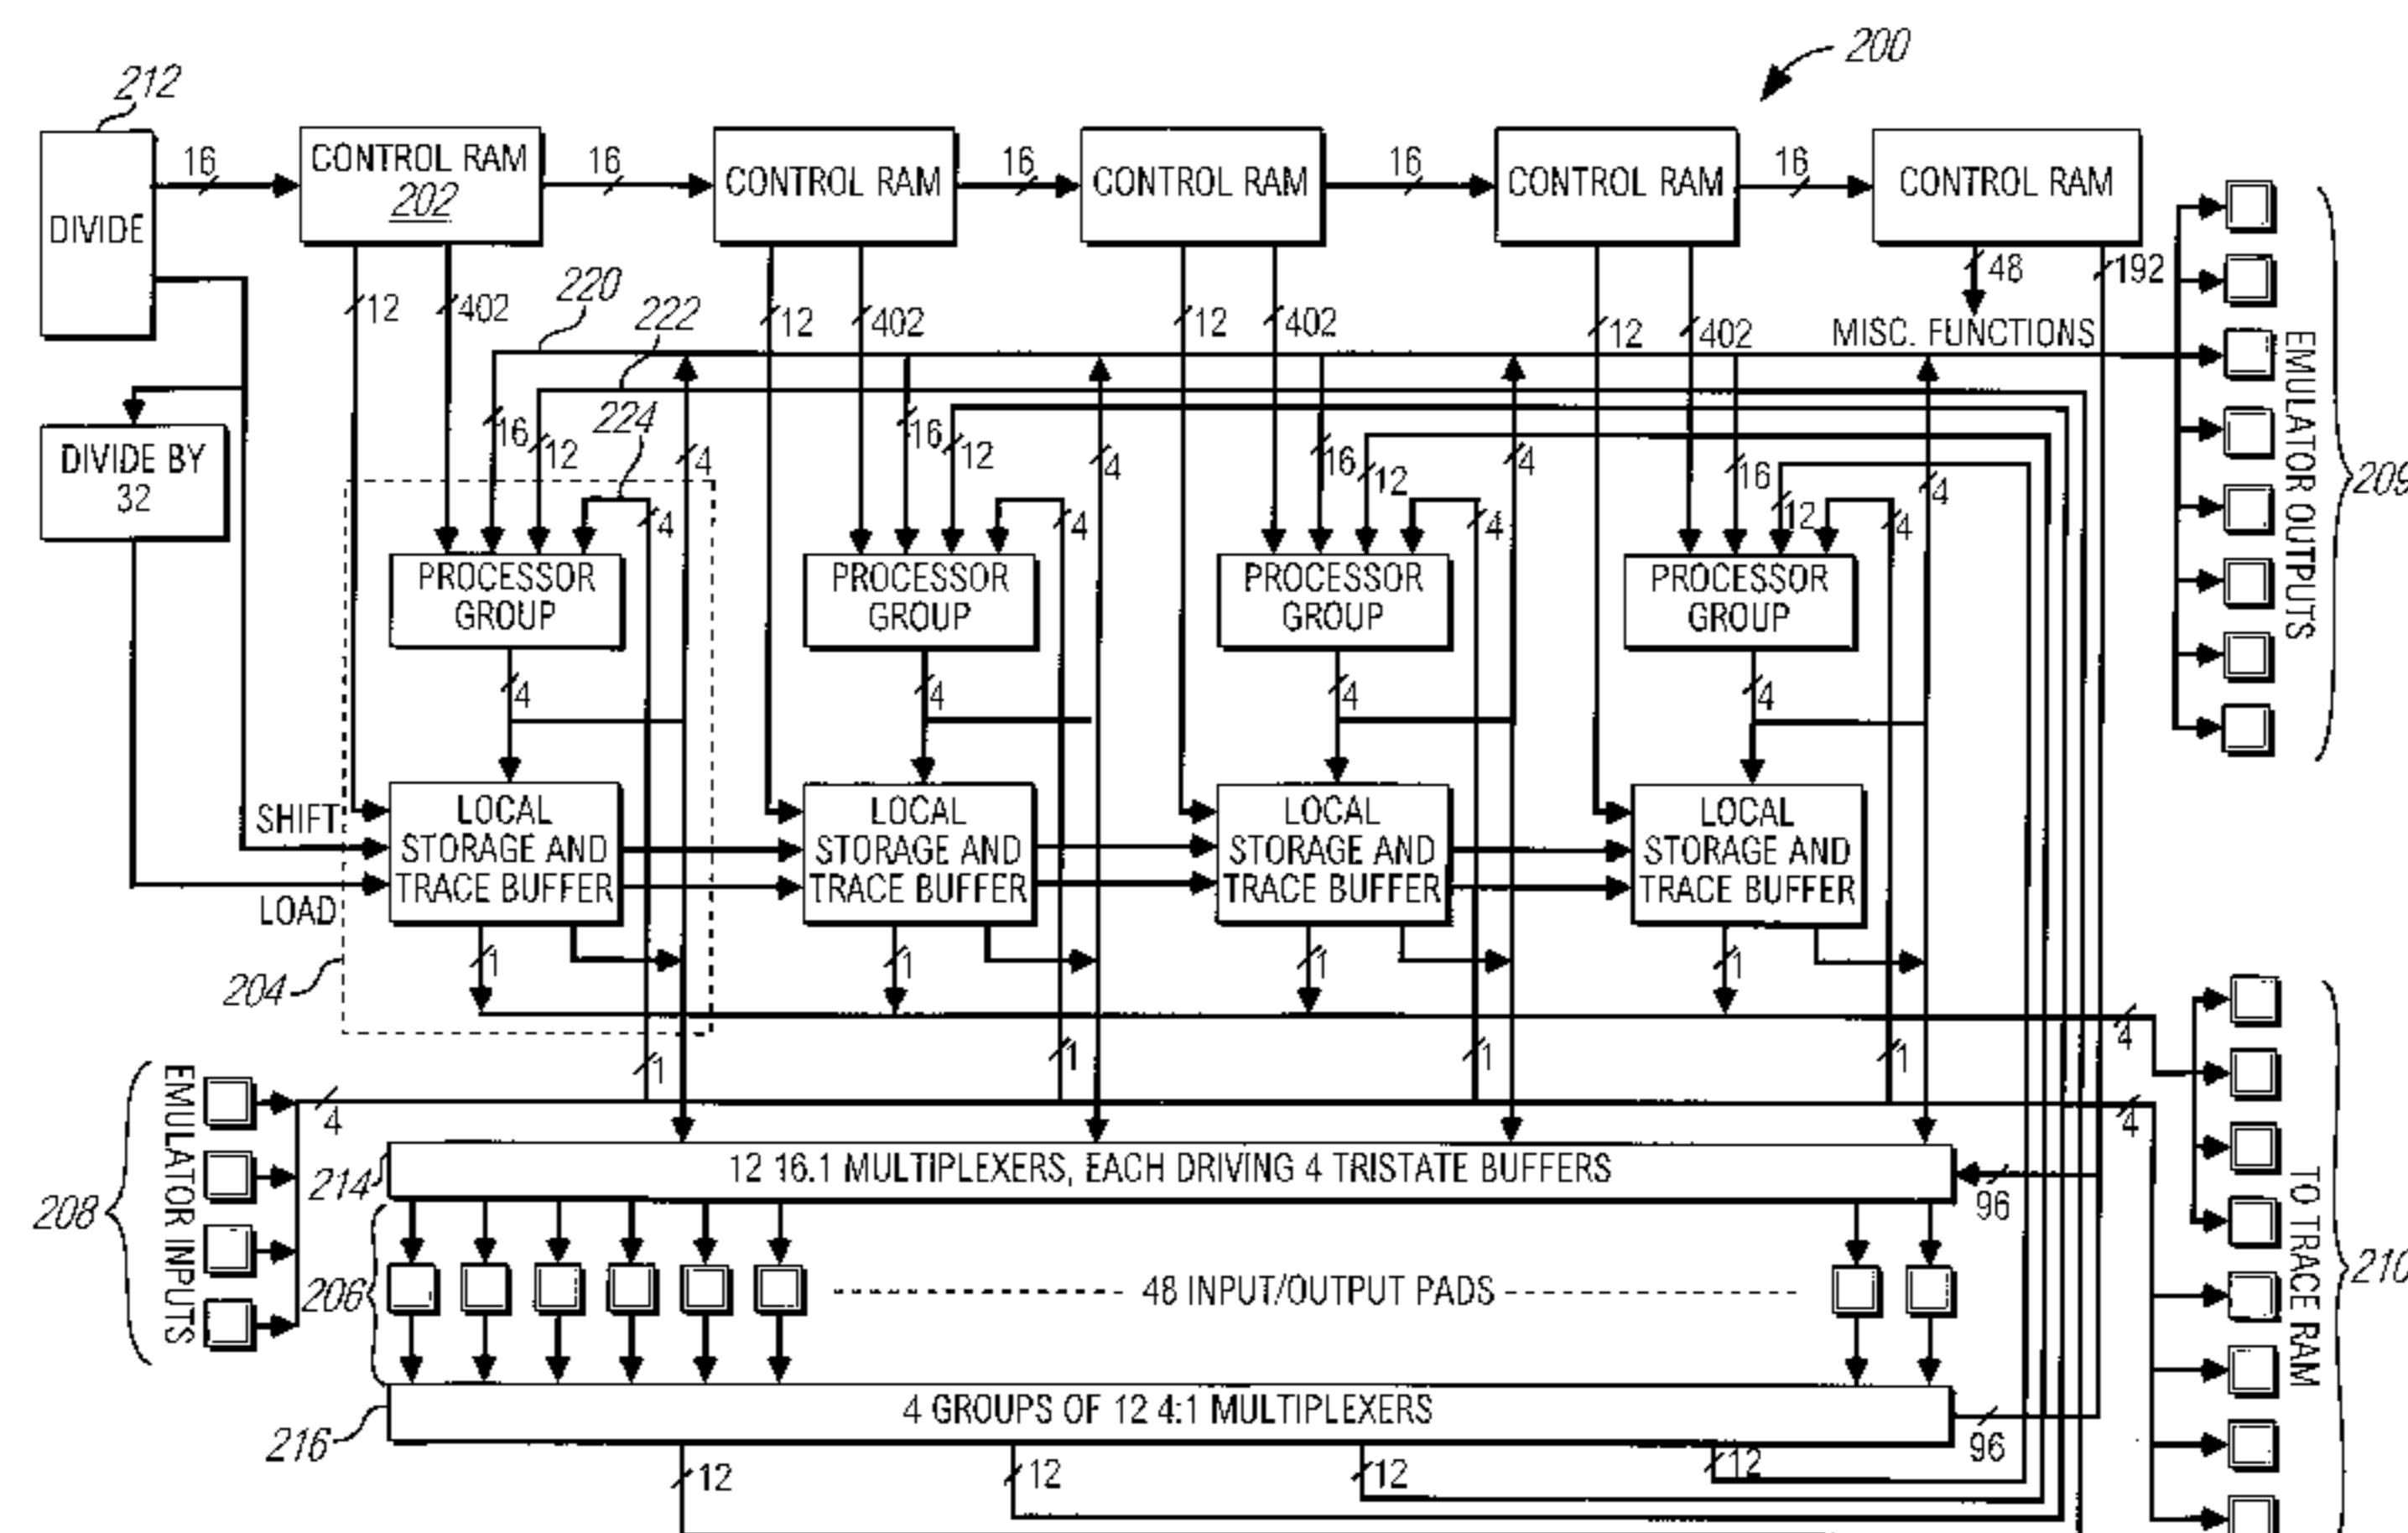 200
212
DIVIDE
16
CONTROL RAM
202
16
CONTROL RAM
16
CONTROL RAM
16
CONTROL RAM
16
CONTROL RAM
12
402
220
222
12
402
12
402
12
402
48
192
MISC. FUNCTIONS
EMULATOR OUTPUTS
209
DIVIDE BY
32
16
12
224
4
4
16
12
4
4
16
12
4
4
16
12
4
4
PROCESSOR
GROUP
PROCESSOR
GROUP
PROCESSOR
GROUP
PROCESSOR
GROUP
4
4
4
4
SHIFT
LOAD
LOCAL
STORAGE AND
TRACE BUFFER
LOCAL
STORAGE AND
TRACE BUFFER
LOCAL
STORAGE AND
TRACE BUFFER
LOCAL
STORAGE AND
TRACE BUFFER
204
1
1
1
1
4
1
1
1
1
208
EMULATOR INPUTS
4
4
214
12 16.1 MULTIPLEXERS, EACH DRIVING 4 TRISTATE BUFFERS
96
206
48 INPUT/OUTPUT PADS
TO TRACE RAM
210
216
4 GROUPS OF 12 4:1 MULTIPLEXERS
96
12
12
12
12